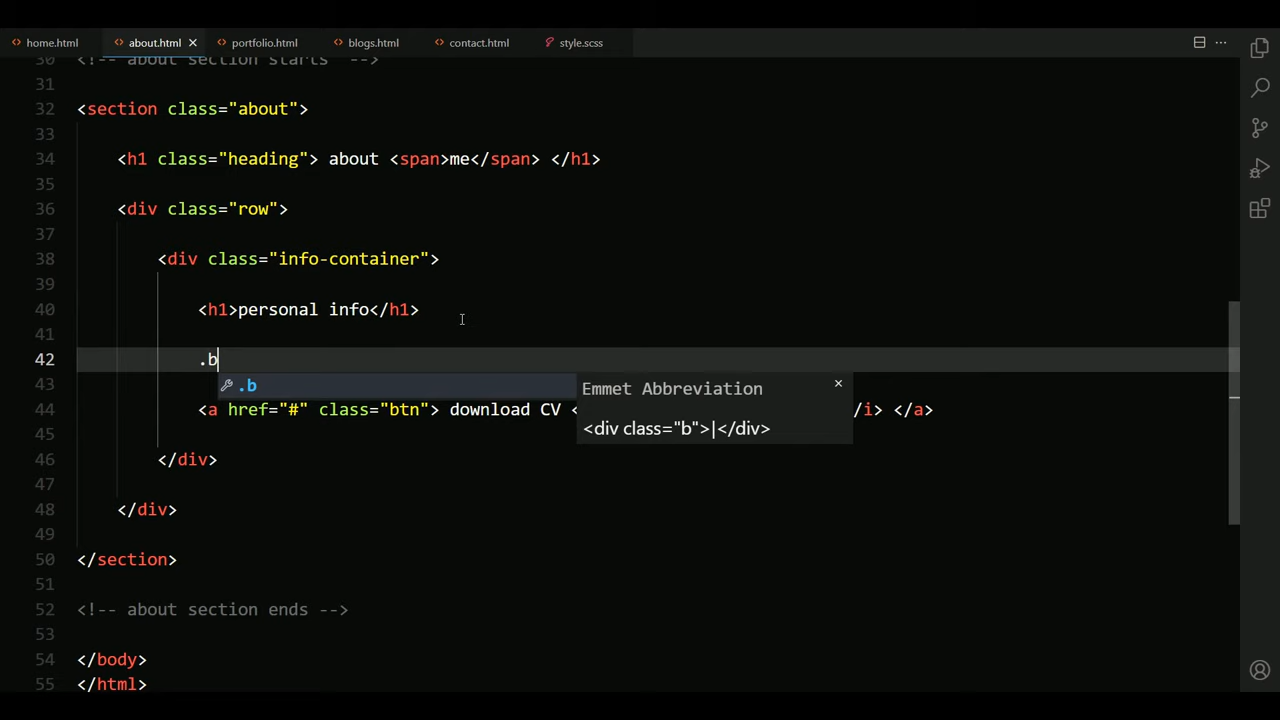 home.html about.html portfolio.html blogs.html contact.html style.scss
30 <!-- about section starts -->
31
32 <section class="about">
33
34 <h1 class="heading"> about <span>me</span> </h1>
35
36 <div class="row">
37
38 <div class="info-container">
39
40 <h1>personal info</h1>
41
42 .b
.b
Emmet Abbreviation
<div class="b">|</div>
43
44 <a href="#" class="btn"> download CV < /i> </a>
45
46 </div>
47
48 </div>
49
50 </section>
51
52 <!-- about section ends -->
53
54 </body>
55 </html>